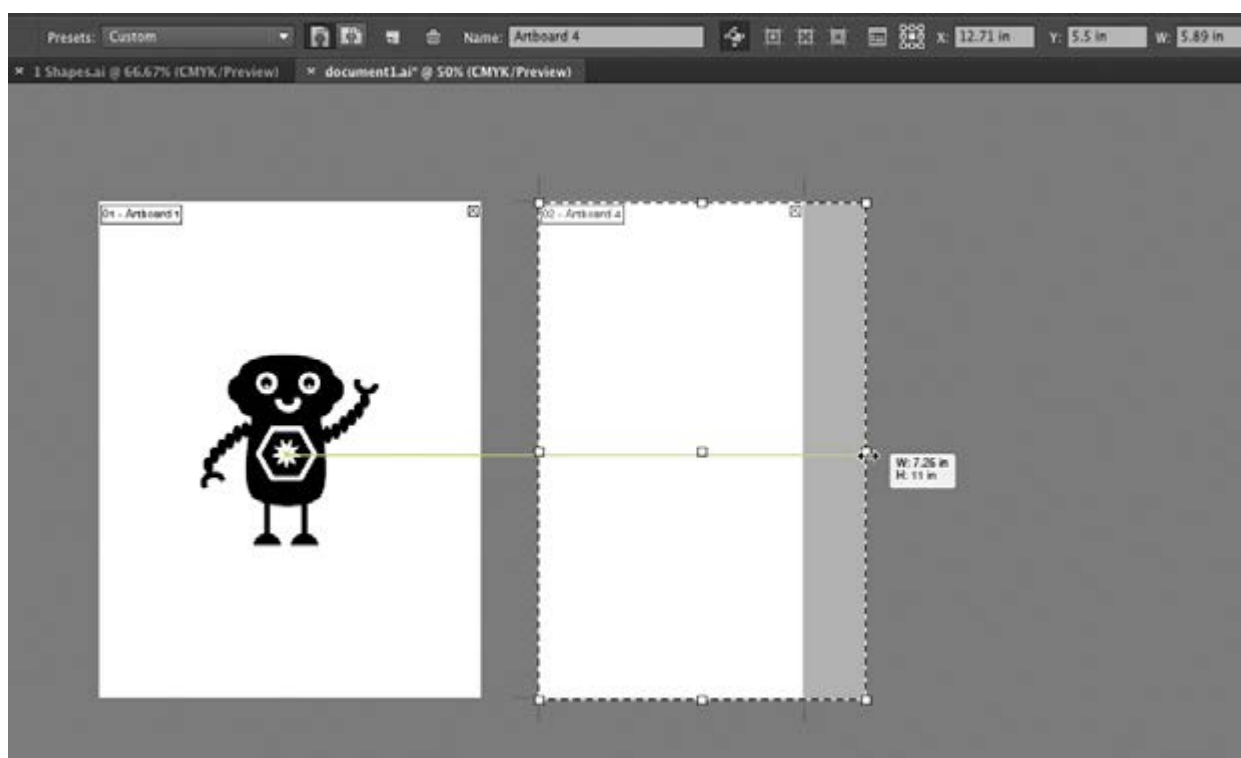 Presets: Custom Name: Artboard 4 X: 12.71 in Y: 5.5 in W: 5.89 in
× 1 Shapes.ai @ 66.67% (CMYK/Preview) × document1.ai* @ 50% (CMYK/Preview)
01 - Artboard 1 02 - Artboard 4
W: 7.26 in
H: 11 in